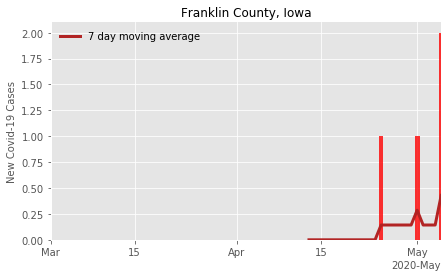 Franklin County, Iowa
7 day moving average
New Covid-19 Cases
2.00
1.75
1.50
1.25
1.00
0.75
0.50
0.25
0.00
Mar 15 Apr 15 May
2020-May